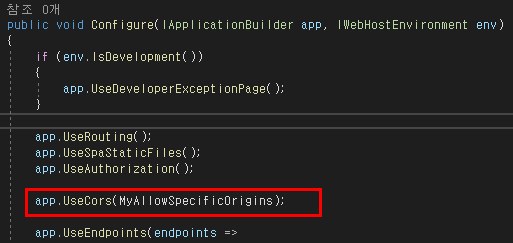 참조 0개
public void Configure(IApplicationBuilder app, IWebHostEnvironment env)
{
if (env.IsDevelopment())
{
app.UseDeveloperExceptionPage();
}
app.UseRouting();
app.UseSpaStaticFiles();
app.UseAuthorization();
app.UseCors(MyAllowSpecificOrigins);
app.UseEndpoints(endpoints =>